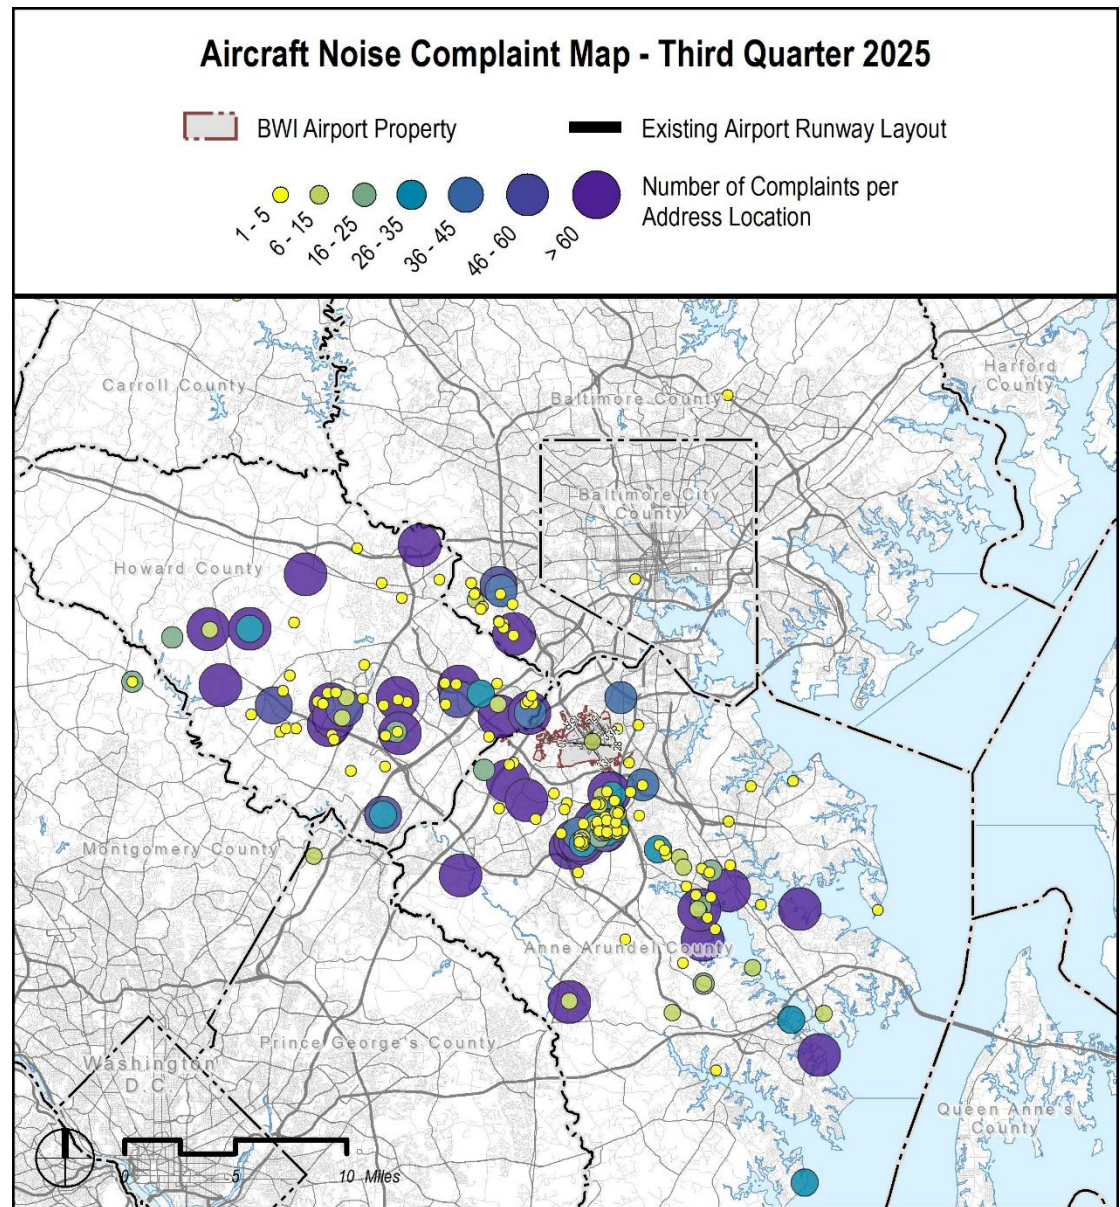 Aircraft Noise Complaint Map - Third Quarter 2025
BWI Airport Property
Existing Airport Runway Layout
1 - 5
6 - 15
16 - 25
26 - 35
36 - 45
46 - 60
> 60
Number of Complaints per
Address Location
Carroll County
Harford
County
Baltimore County
Baltimore City
County
Howard County
Montgomery County
Anne Arundel County
Prince George's County
Washington
D.C.
Queen Anne's
County
0
5
10 Miles